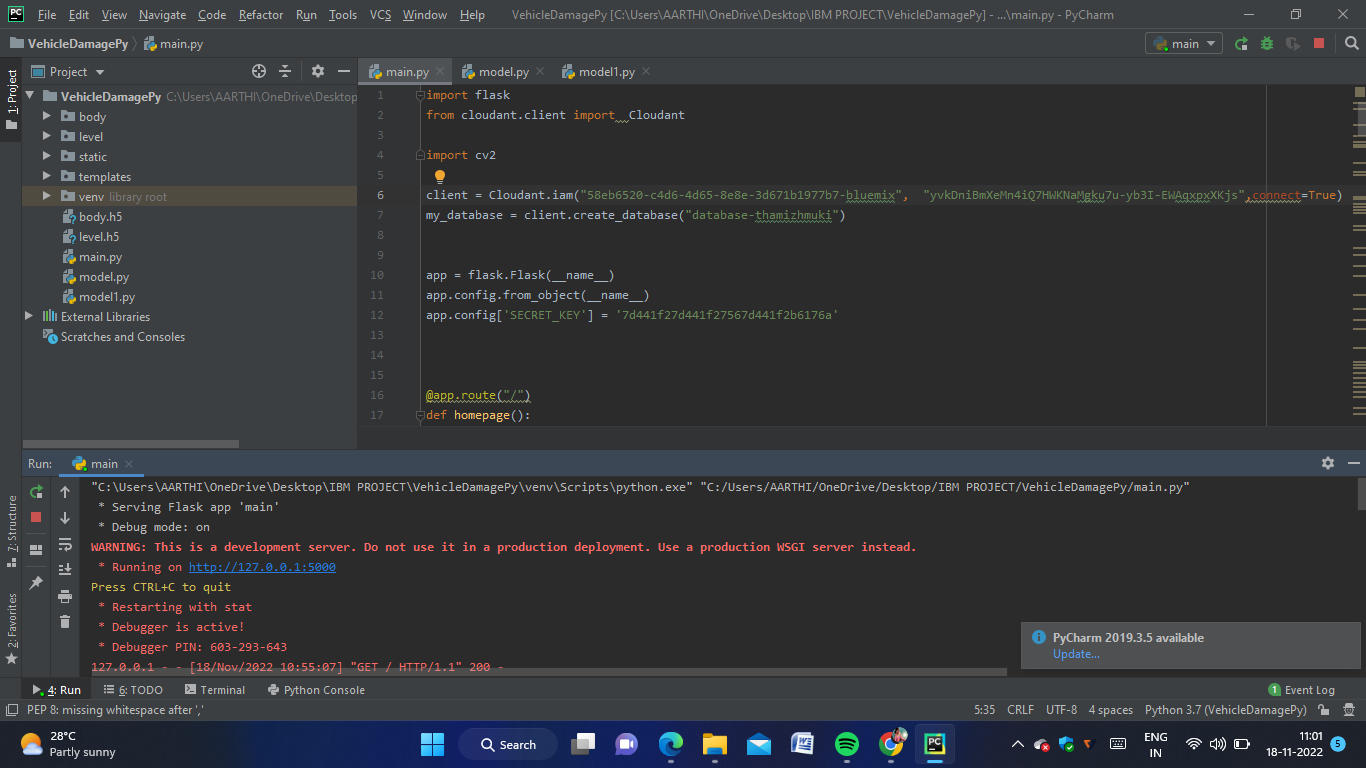 File Edit View Navigate Code Refactor Run Tools VCS Window Help VehicleDamagePy [C:\Users\AARTHI\OneDrive\Desktop\IBM PROJECT\VehicleDamagePy] - ...\main.py - PyCharm
VehicleDamagePy main.py main
1: Project
Project
VehicleDamagePy C:\Users\AARTHI\OneDrive\Desktop
body
level
static
templates
venv library root
body.h5
level.h5
main.py
model.py
model1.py
External Libraries
Scratches and Consoles
main.py model.py model1.py
1 import flask
2 from cloudant.client import  Cloudant
3
4 import cv2
5
6 client = Cloudant.iam("58eb6520-c4d6-4d65-8e8e-3d671b1977b7-bluemix",  "yvkDniBmXeMn4iQ7HWKNaMgku7u-yb3I-EWAqxpxXKjs",connect=True)
7 my_database = client.create_database("database-thamizhmuki")
8
9
10 app = flask.Flask(__name__)
11 app.config.from_object(__name__)
12 app.config['SECRET_KEY'] = '7d441f27d441f27567d441f2b6176a'
13
14
15
16 @app.route("/")
17 def homepage():
Run: main
"C:\Users\AARTHI\OneDrive\Desktop\IBM PROJECT\VehicleDamagePy\venv\Scripts\python.exe" "C:/Users/AARTHI/OneDrive/Desktop/IBM PROJECT/VehicleDamagePy/main.py"
* Serving Flask app 'main'
* Debug mode: on
WARNING: This is a development server. Do not use it in a production deployment. Use a production WSGI server instead.
* Running on http://127.0.0.1:5000
Press CTRL+C to quit
* Restarting with stat
* Debugger is active!
* Debugger PIN: 603-293-643
127.0.0.1 - - [18/Nov/2022 10:55:07] "GET / HTTP/1.1" 200 -
7: Structure
2: Favorites
PyCharm 2019.3.5 available
Update...
4: Run 6: TODO Terminal Python Console 1 Event Log
PEP 8: missing whitespace after ',' 5:35 CRLF UTF-8 4 spaces Python 3.7 (VehicleDamagePy)
28°C
Partly sunny
Search
ENG
IN
11:01
18-11-2022
5